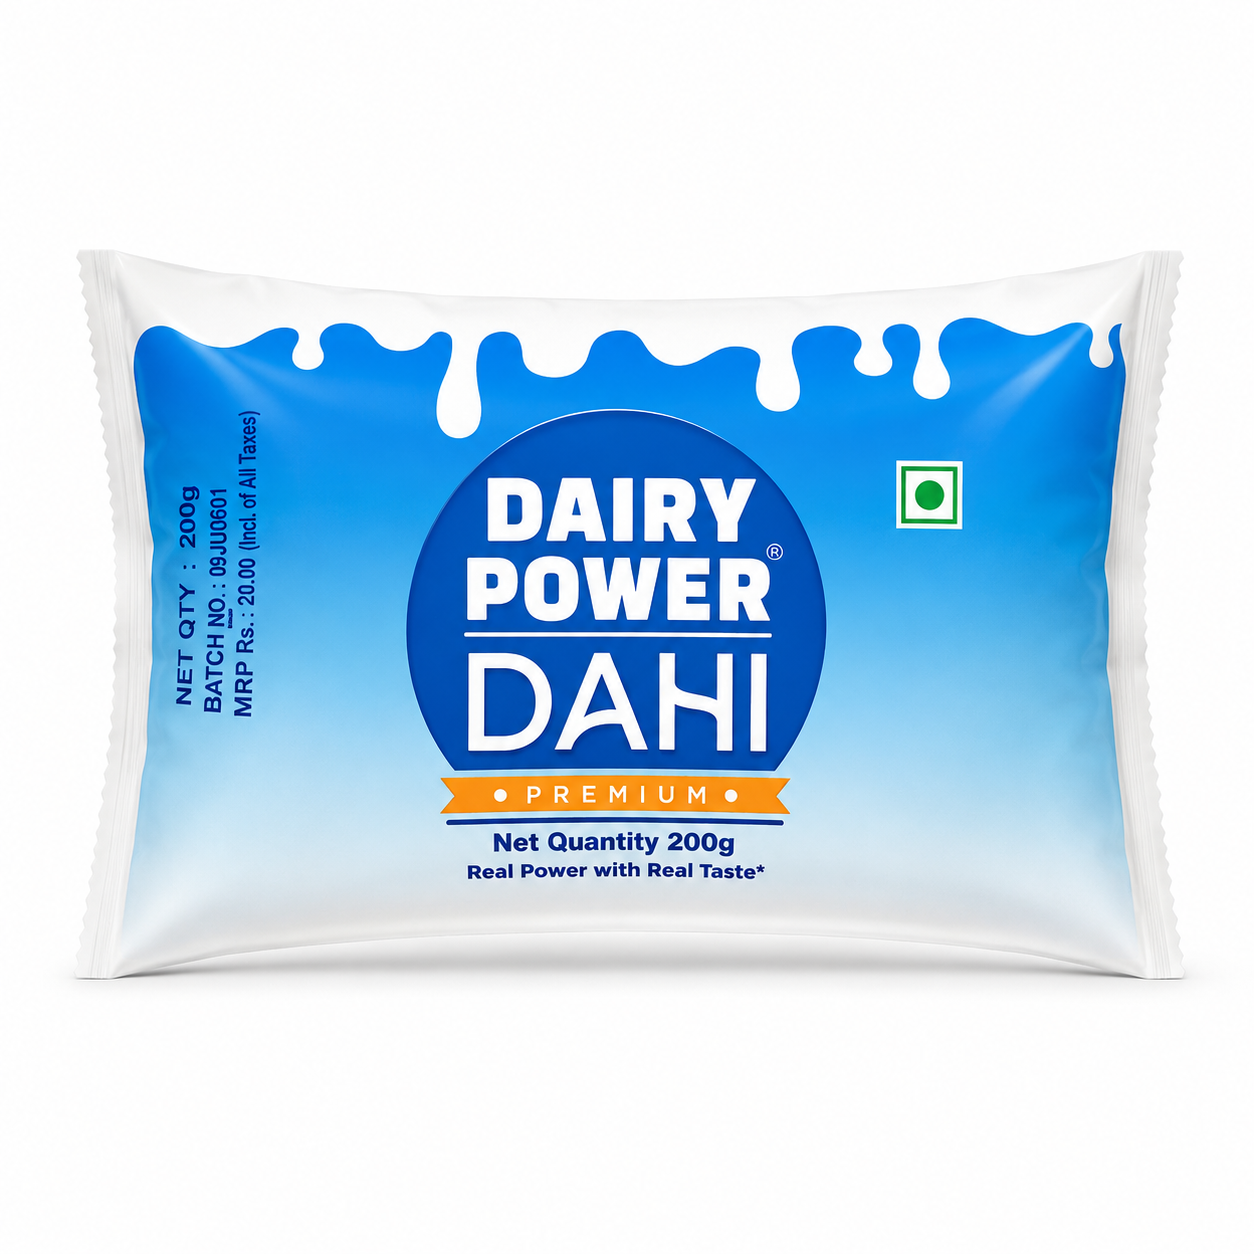 DAIRY
POWER®
DAHI
PREMIUM
Net Quantity 200g
Real Power with Real Taste*
NET QTY : 200g
BATCH NO.: 09JU0601
MRP Rs.: 20.00 (Incl. of All Taxes)